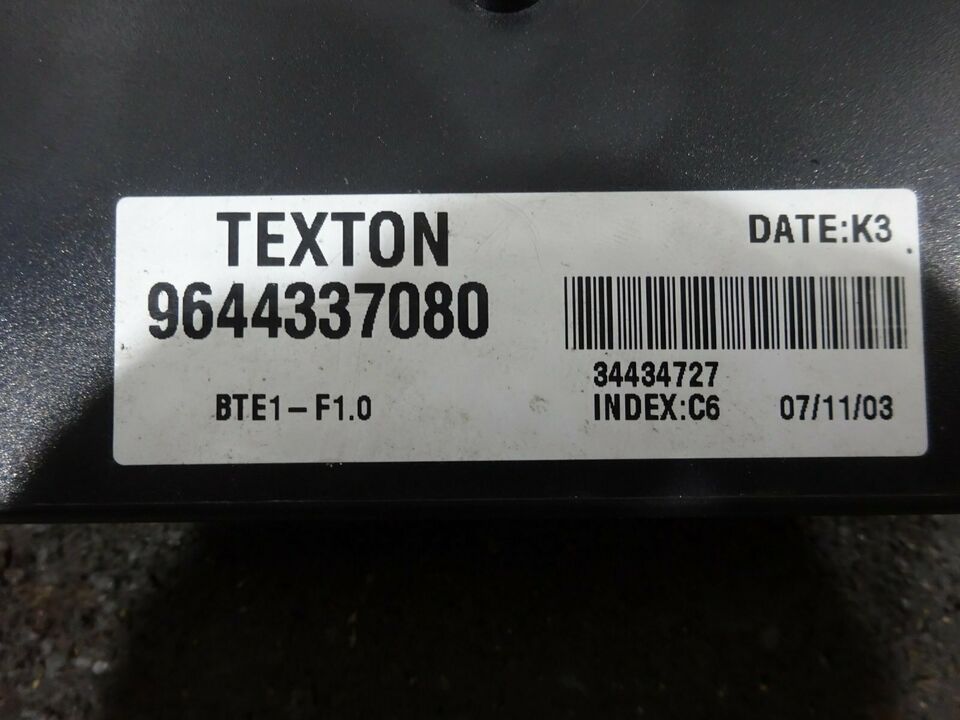 TEXTON
DATE:K3
9644337080
34434727
BTE1-F1.0
INDEX:C6
07/11/03